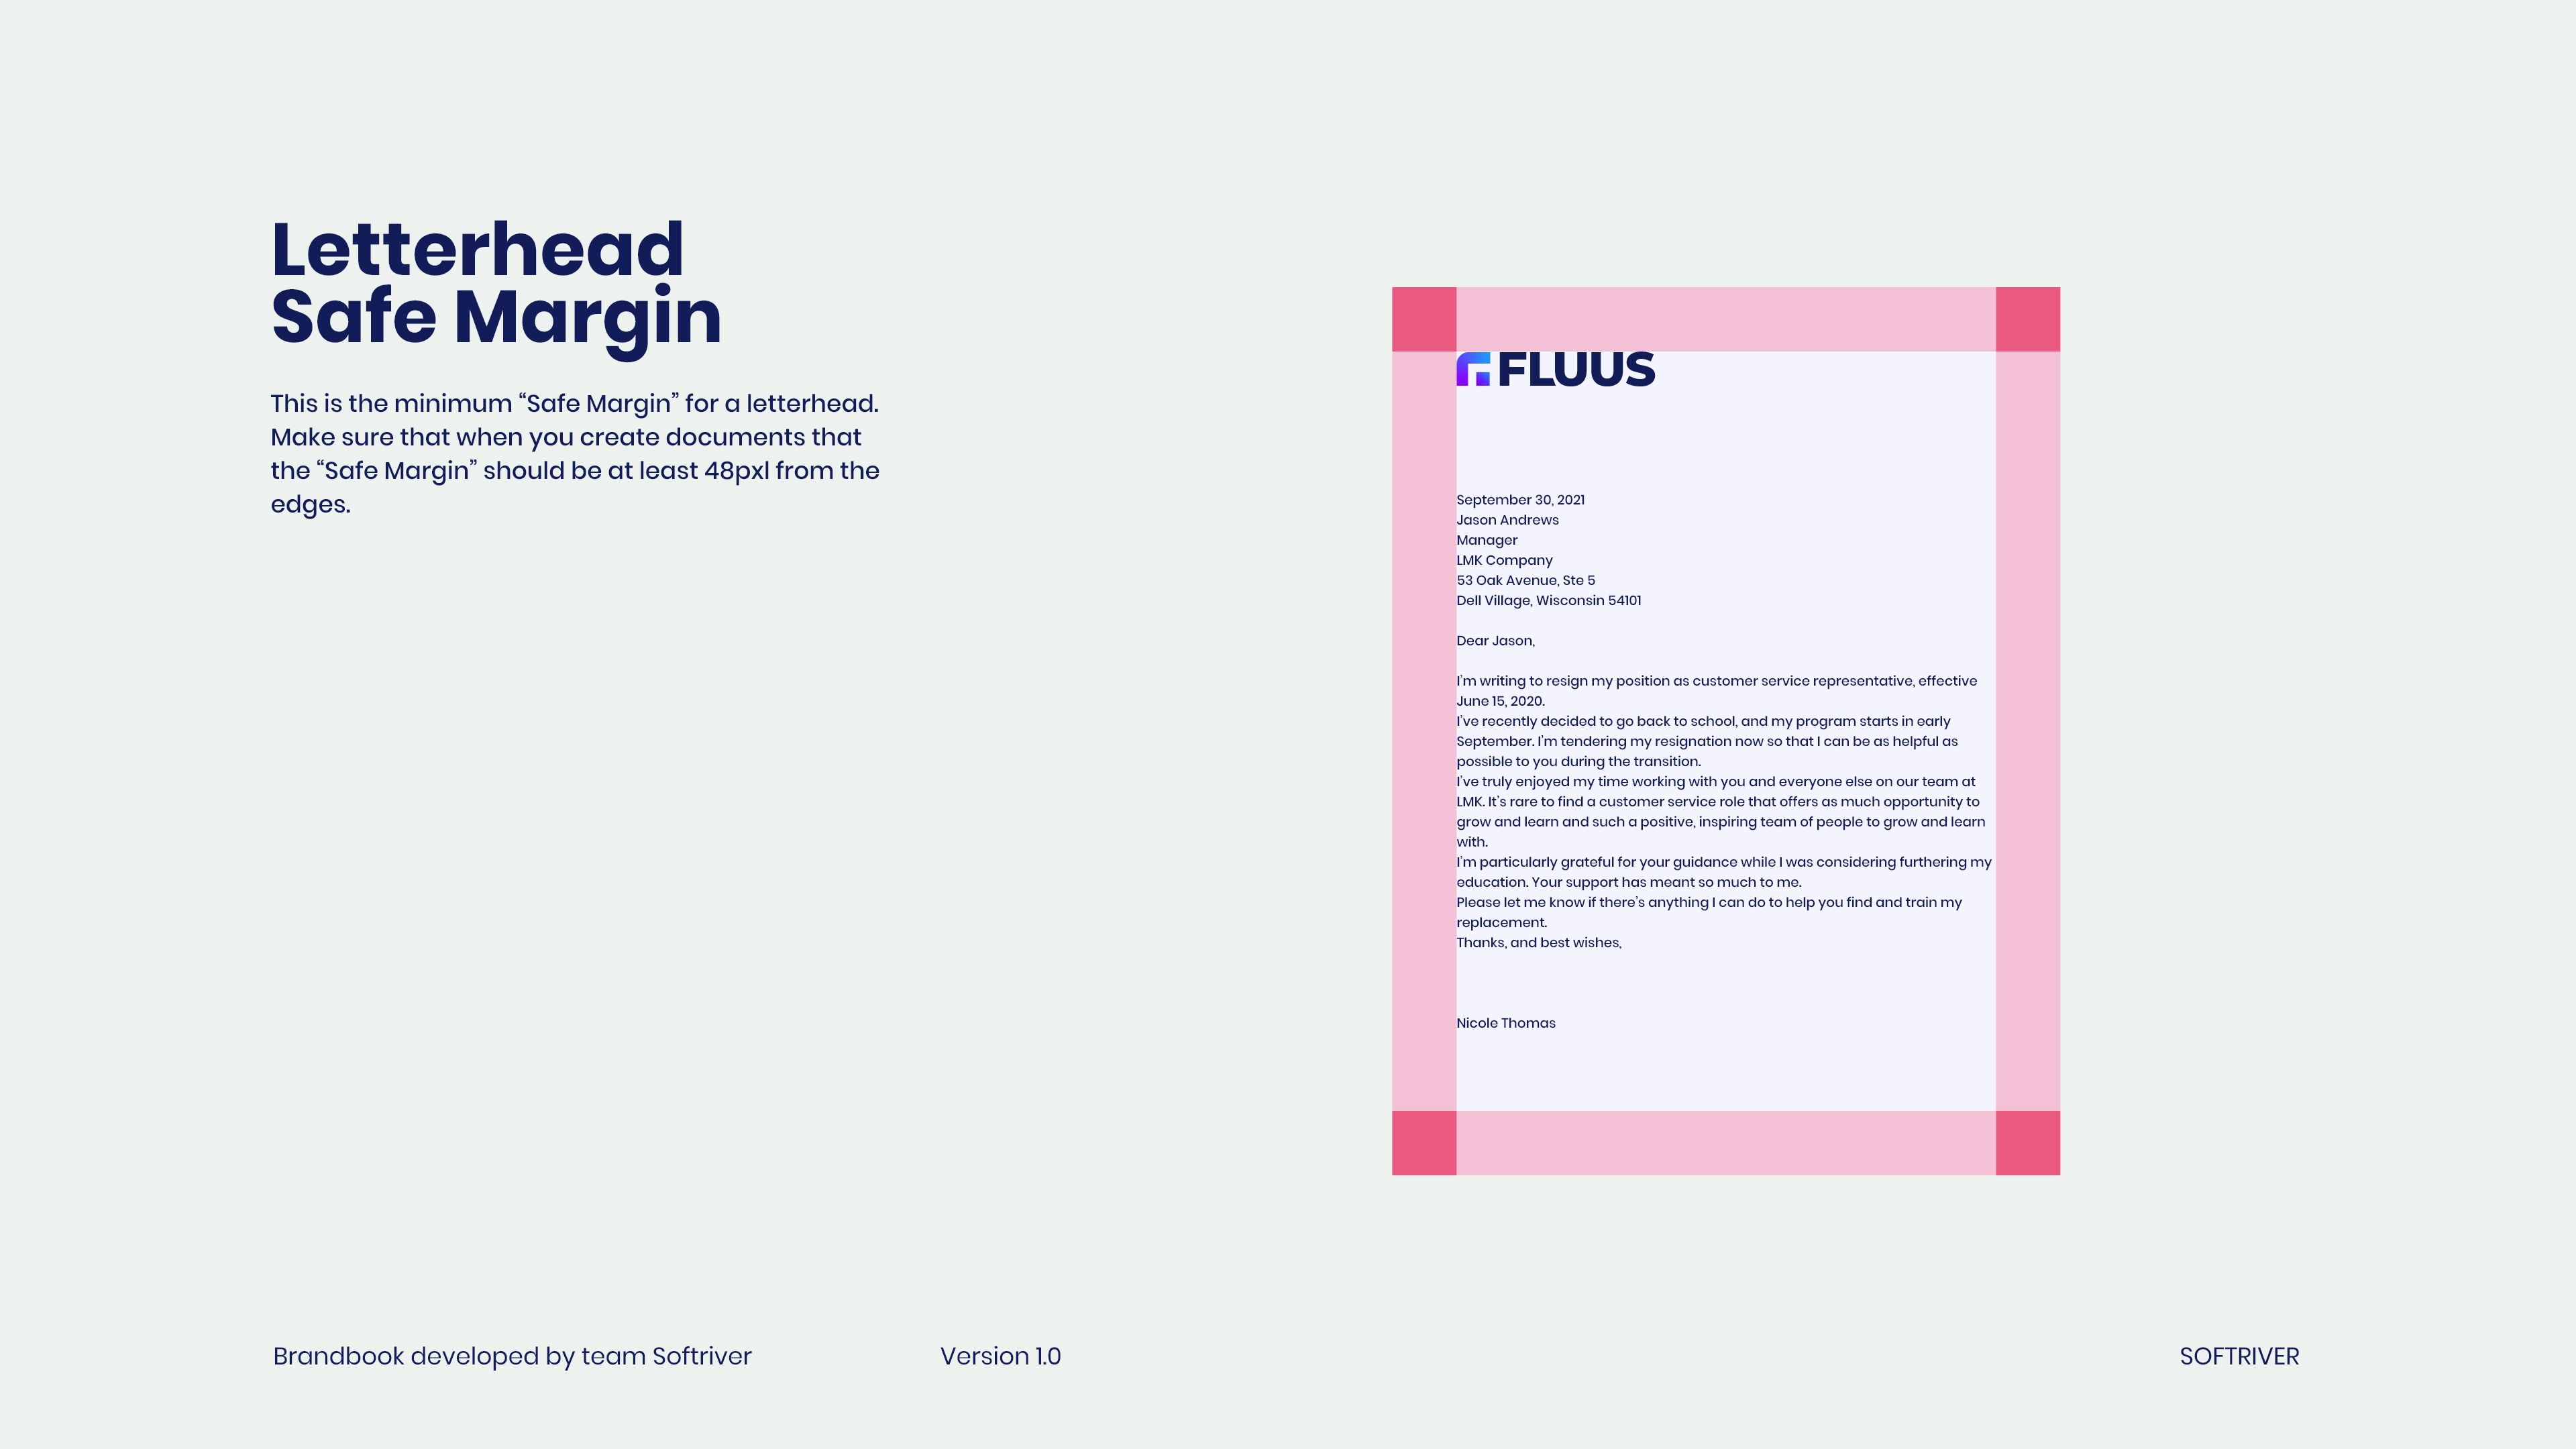 Letterhead
Safe Margin
This is the minimum “Safe Margin” for a letterhead.
Make sure that when you create documents that
the “Safe Margin” should be at least 48pxl from the
edges.
FLUUS
September 30, 2021
Jason Andrews
Manager
LMK Company
53 Oak Avenue, Ste 5
Dell Village, Wisconsin 54101
Dear Jason,
I’m writing to resign my position as customer service representative, effective
June 15, 2020.
I’ve recently decided to go back to school, and my program starts in early
September. I’m tendering my resignation now so that I can be as helpful as
possible to you during the transition.
I’ve truly enjoyed my time working with you and everyone else on our team at
LMK. It’s rare to find a customer service role that offers as much opportunity to
grow and learn and such a positive, inspiring team of people to grow and learn
with.
I’m particularly grateful for your guidance while I was considering furthering my
education. Your support has meant so much to me.
Please let me know if there’s anything I can do to help you find and train my
replacement.
Thanks, and best wishes,
Nicole Thomas
Brandbook developed by team Softriver
Version 1.0
SOFTRIVER